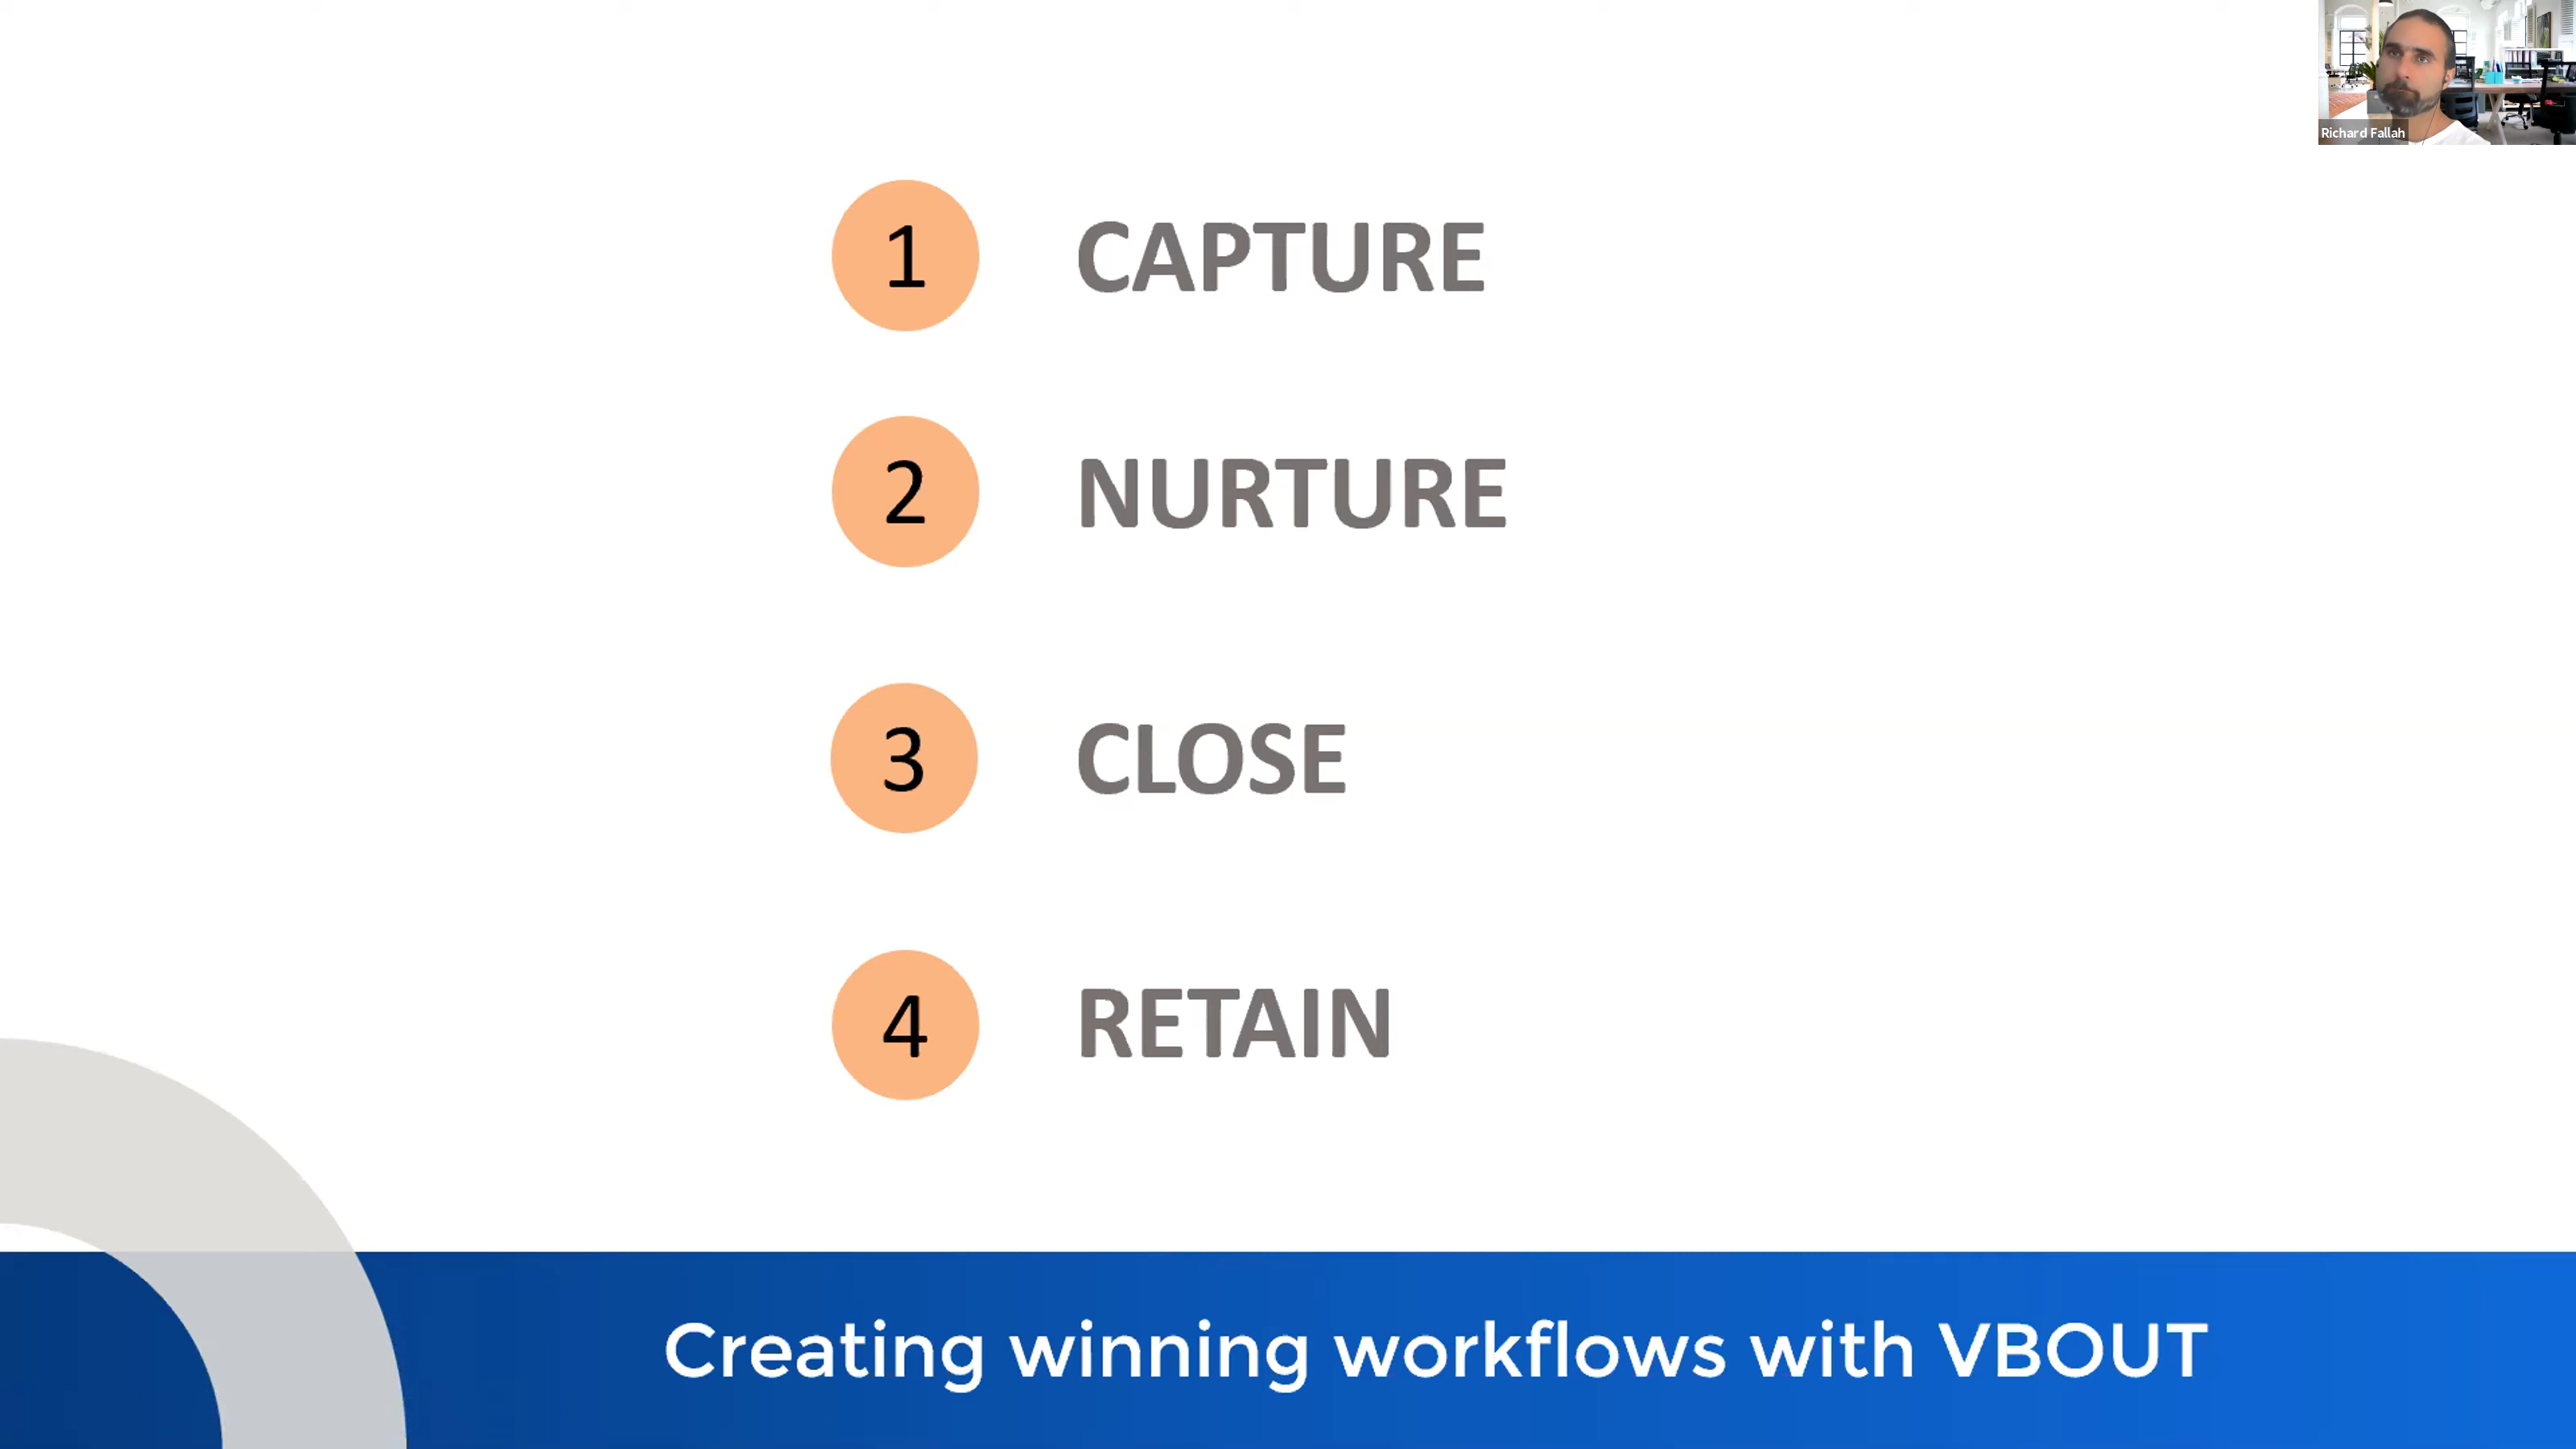 Richard Fallah
1 CAPTURE
2 NURTURE
3 CLOSE
4 RETAIN
Creating winning workflows with VBOUT